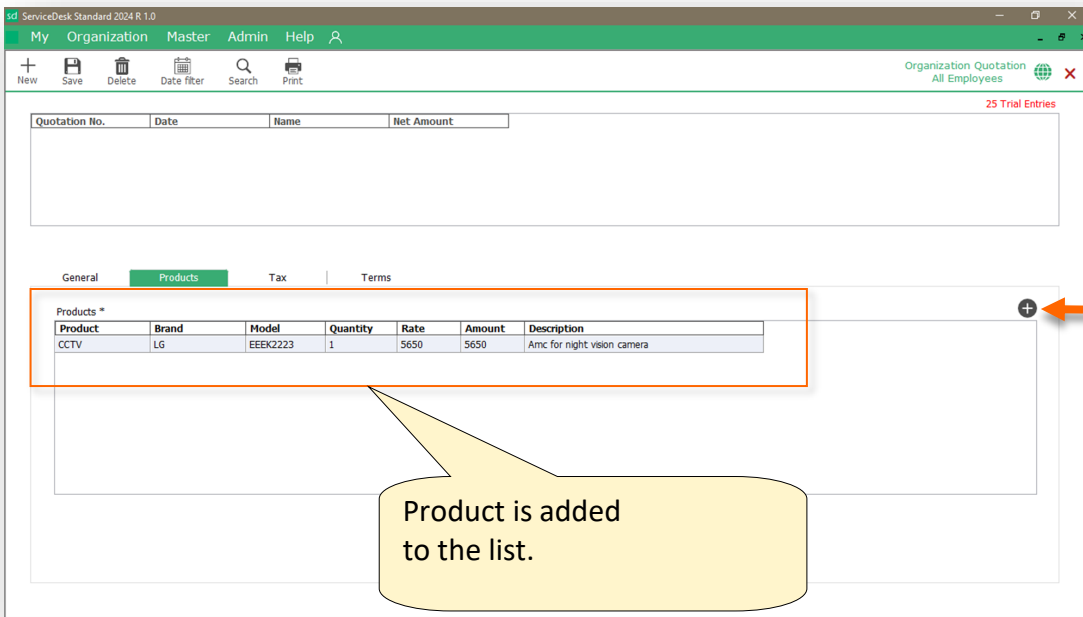 sd ServiceDesk Standard 2024 R 1.0
My Organization Master Admin Help
New Save Delete Date filter Search Print
Organization Quotation
All Employees
25 Trial Entries
Quotation No. Date Name Net Amount
General Products Tax Terms
Products *
Product Brand Model Quantity Rate Amount Description
CCTV LG EEEK2223 1 5650 5650 Amc for night vision camera
Product is added
to the list.